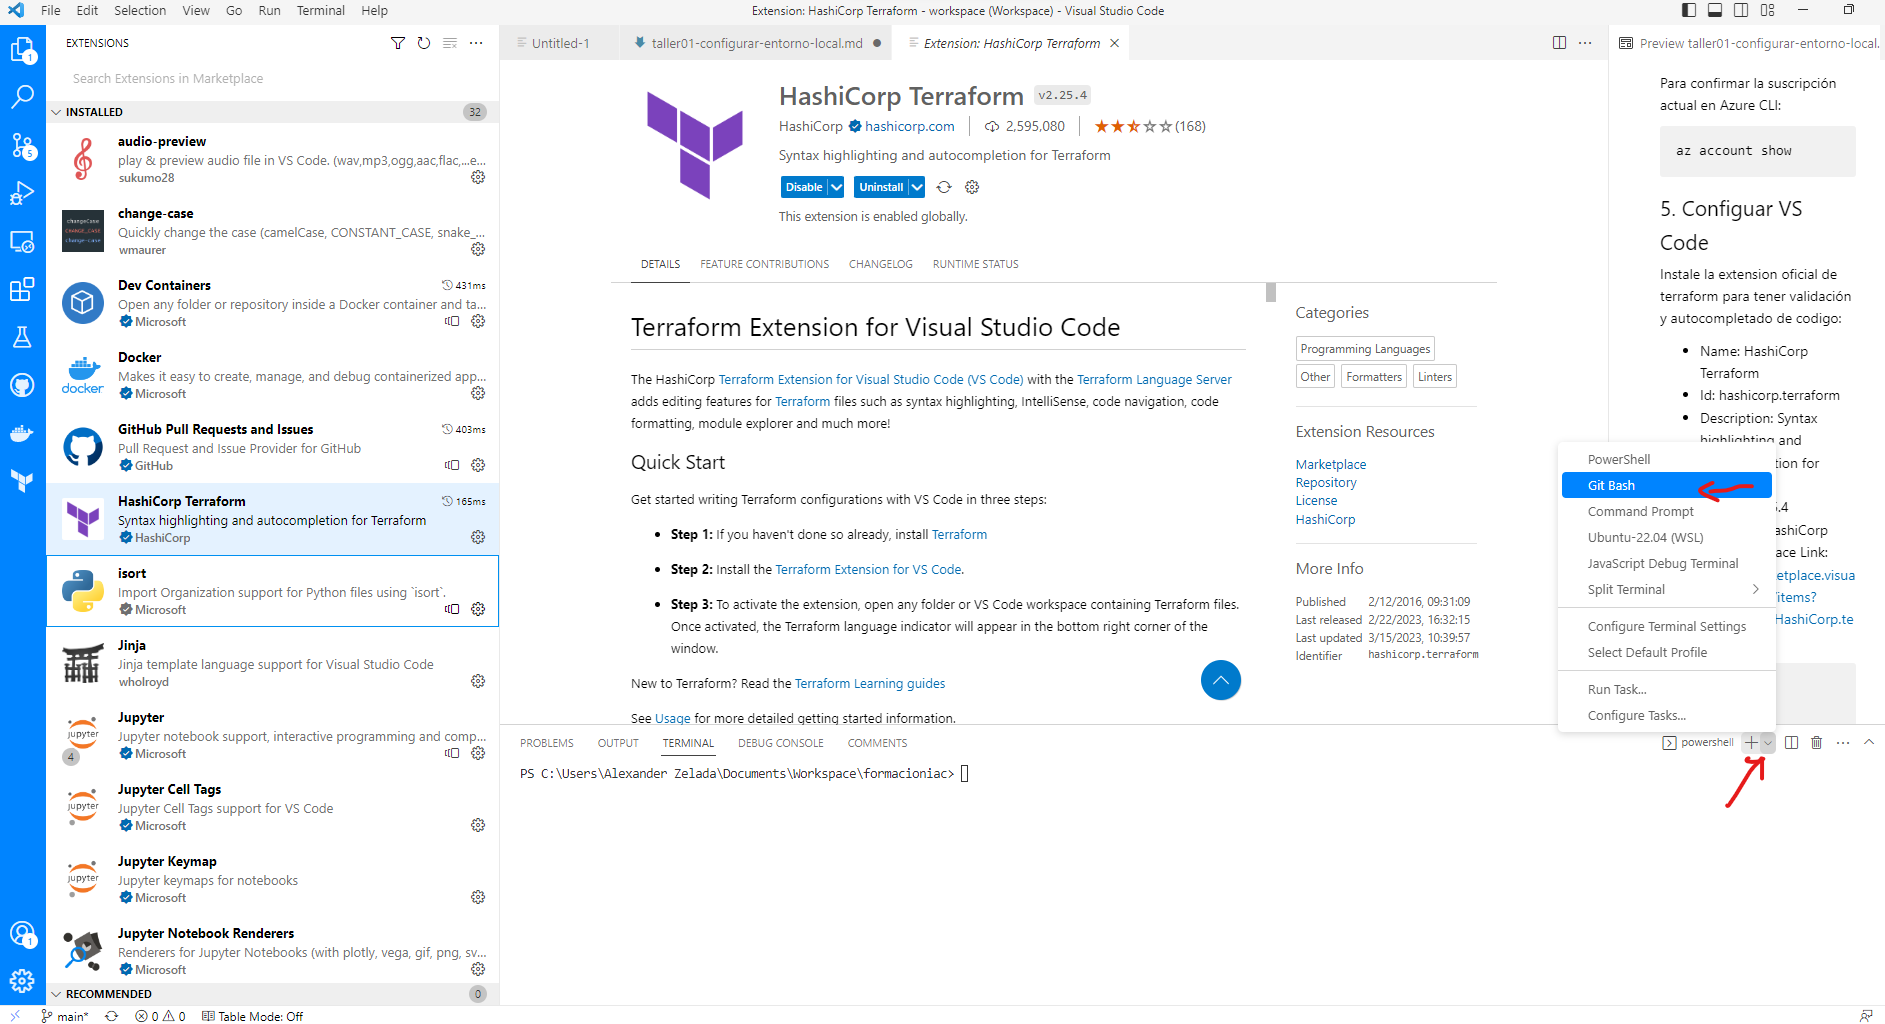 File Edit Selection View Go Run Terminal Help
Extension: HashiCorp Terraform - workspace (Workspace) - Visual Studio Code
EXTENSIONS
Search Extensions in Marketplace
INSTALLED 32
audio-preview
play & preview audio file in VS Code. (wav,mp3,ogg,aac,flac,...e...
sukumo28
change-case
Quickly change the case (camelCase, CONSTANT_CASE, snake_...
wmaurer
Dev Containers 431ms
Open any folder or repository inside a Docker container and ta...
Microsoft
Docker
Makes it easy to create, manage, and debug containerized app...
Microsoft
docker
GitHub Pull Requests and Issues 403ms
Pull Request and Issue Provider for GitHub
GitHub
HashiCorp Terraform 165ms
Syntax highlighting and autocompletion for Terraform
HashiCorp
isort
Import Organization support for Python files using `isort`.
Microsoft
Jinja
Jinja template language support for Visual Studio Code
wholroyd
Jupyter
Jupyter notebook support, interactive programming and comp...
Microsoft
jupyter
4
Jupyter Cell Tags
Jupyter Cell Tags support for VS Code
Microsoft
jupyter
Jupyter Keymap
Jupyter keymaps for notebooks
Microsoft
jupyter
Jupyter Notebook Renderers
Renderers for Jupyter Notebooks (with plotly, vega, gif, png, sv...
Microsoft
RECOMMENDED 0
1
5
1
Untitled-1
taller01-configurar-entorno-local.md
Extension: HashiCorp Terraform
HashiCorp Terraform v2.25.4
HashiCorp hashicorp.com 2,595,080 (168)
Syntax highlighting and autocompletion for Terraform
Disable Uninstall
This extension is enabled globally.
DETAILS FEATURE CONTRIBUTIONS CHANGELOG RUNTIME STATUS
Terraform Extension for Visual Studio Code
The HashiCorp Terraform Extension for Visual Studio Code (VS Code) with the Terraform Language Server
adds editing features for Terraform files such as syntax highlighting, IntelliSense, code navigation, code
formatting, module explorer and much more!
Quick Start
Get started writing Terraform configurations with VS Code in three steps:
• Step 1: If you haven't done so already, install Terraform
• Step 2: Install the Terraform Extension for VS Code.
• Step 3: To activate the extension, open any folder or VS Code workspace containing Terraform files.
Once activated, the Terraform language indicator will appear in the bottom right corner of the
window.
New to Terraform? Read the Terraform Learning guides
See Usage for more detailed getting started information.
Categories
Programming Languages
Other Formatters Linters
Extension Resources
Marketplace
Repository
License
HashiCorp
More Info
Published 2/12/2016, 09:31:09
Last released 2/22/2023, 16:32:15
Last updated 3/15/2023, 10:39:57
Identifier hashicorp.terraform
Preview taller01-configurar-entorno-local.
Para confirmar la suscripción
actual en Azure CLI:
az account show
5. Configuar VS
Code
Instale la extension oficial de
terraform para tener validación
y autocompletado de codigo:
• Name: HashiCorp
Terraform
• Id: hashicorp.terraform
• Description: Syntax
highlighting and
tion for
.4
ashiCorp
ace Link:
etplace.visua
/items?
HashiCorp.te
PowerShell
Git Bash
Command Prompt
Ubuntu-22.04 (WSL)
JavaScript Debug Terminal
Split Terminal
Configure Terminal Settings
Select Default Profile
Run Task...
Configure Tasks...
PROBLEMS OUTPUT TERMINAL DEBUG CONSOLE COMMENTS
powershell
PS C:\Users\Alexander Zelada\Documents\Workspace\formacioniac>
main* 0 0 Table Mode: Off